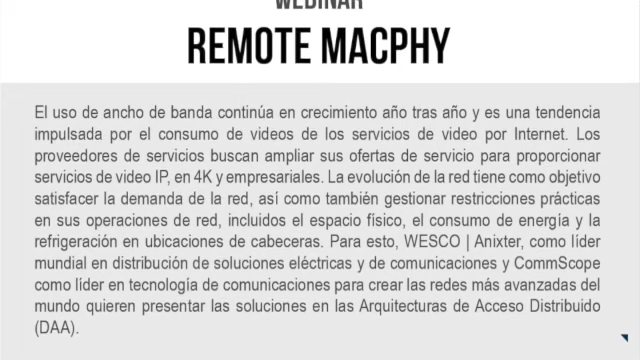 WEBINAR
REMOTE MACPHY
El uso de ancho de banda continúa en crecimiento año tras año y es una tendencia
impulsada por el consumo de videos de los servicios de video por Internet. Los
proveedores de servicios buscan ampliar sus ofertas de servicio para proporcionar
servicios de video IP, en 4K y empresariales. La evolución de la red tiene como objetivo
satisfacer la demanda de la red, así como también gestionar restricciones prácticas
en sus operaciones de red, incluidos el espacio físico, el consumo de energía y la
refrigeración en ubicaciones de cabeceras. Para esto, WESCO | Anixter, como líder
mundial en distribución de soluciones eléctricas y de comunicaciones y CommScope
como líder en tecnología de comunicaciones para crear las redes más avanzadas del
mundo quieren presentar las soluciones en las Arquitecturas de Acceso Distribuido
(DAA).